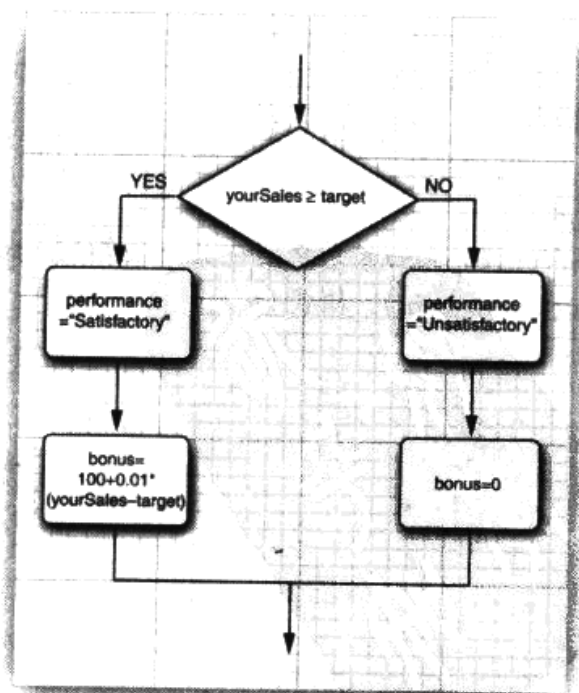 yourSales ≥ target
YES
NO
performance
="Satisfactory"
performance
="Unsatisfactory"
bonus=
100+0.01*
(yourSales–target)
bonus=0